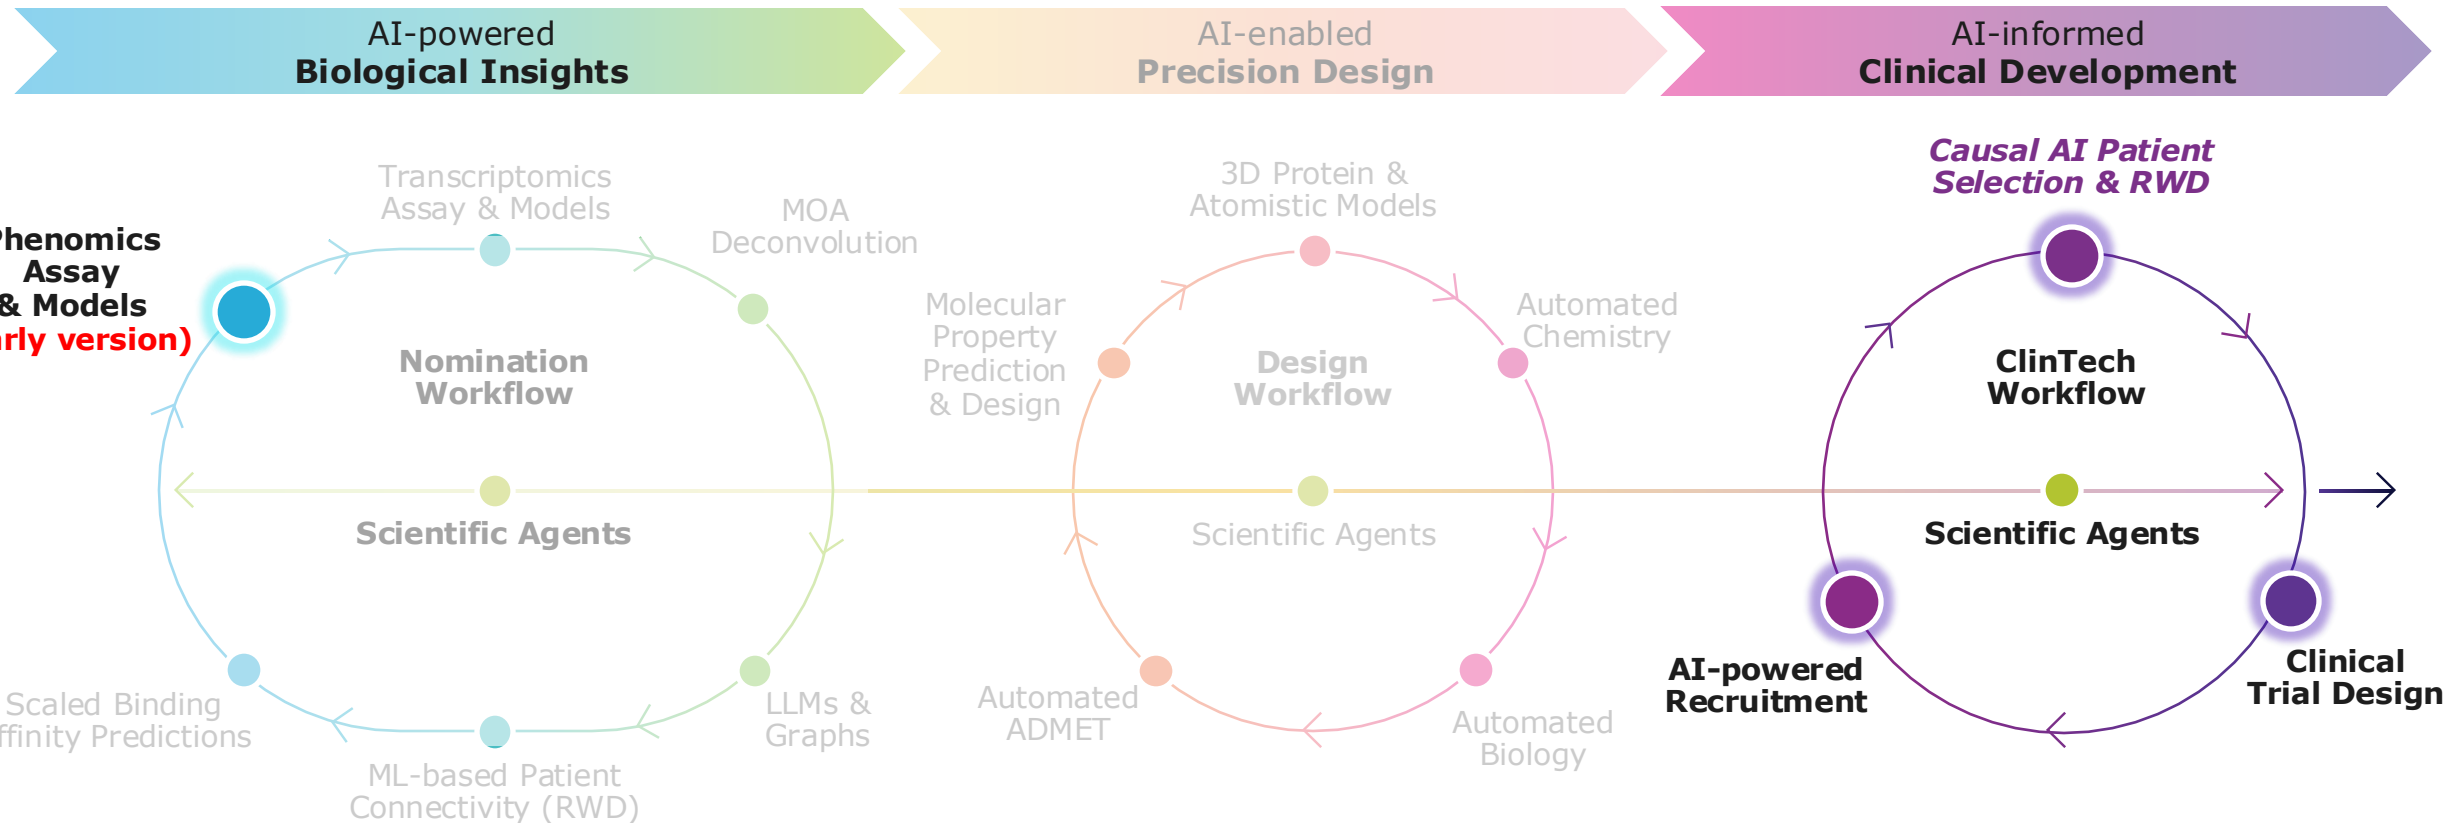 AI-powered
Biological Insights
AI-enabled
Precision Design
AI-informed
Clinical Development
Transcriptomics
Assay & Models
MOA
Deconvolution
Assay
& Models
version)
Nomination
Workflow
Scientific Agents
Scaled Binding
Predictions
ML-based Patient
Connectivity (RWD)
LLMs &
Graphs
3D Protein &
Atomistic Models
Molecular
Property
Prediction
& Design
Automated
Chemistry
Design
Workflow
Scientific Agents
Automated
ADMET
Automated
Biology
Causal AI Patient
Selection & RWD
ClinTech
Workflow
Scientific Agents
AI-powered
Recruitment
Clinical
Trial Design